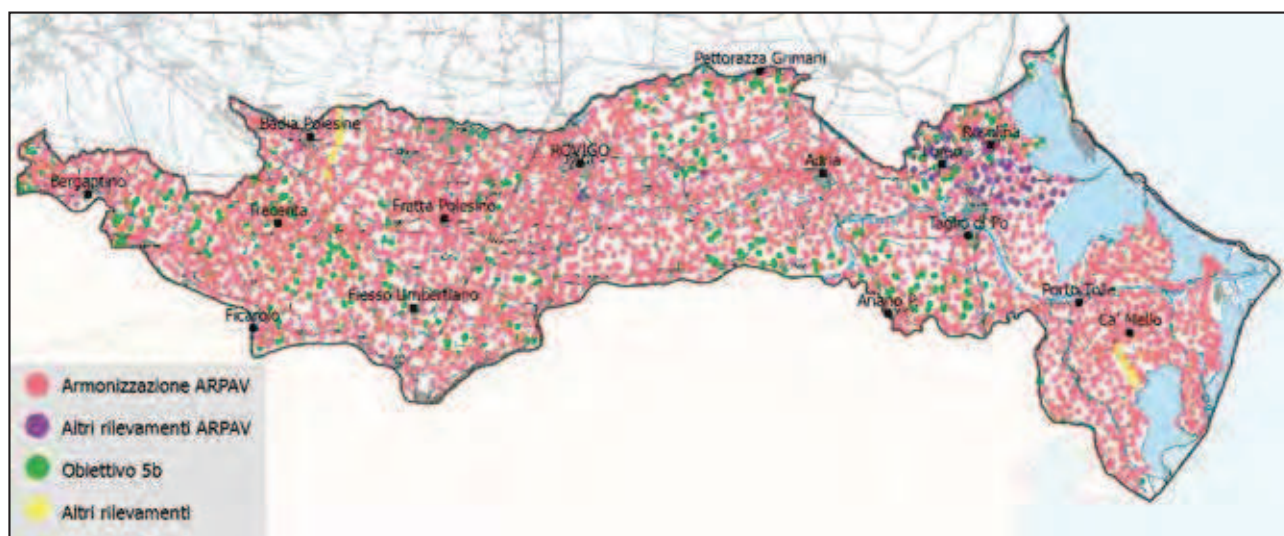 Pettorazza Grimani
Badia Polesine
ROVIGO
Rosolina
Loreo
Adria
Bergantino
Trecenta
Fratta Polesine
Taglio di Po
Fiesso Umbertiano
Ficarolo
Ariano P.
Porto Tolle
Ca' Mello
Armonizzazione ARPAV
Altri rilevamenti ARPAV
Obiettivo 5b
Altri rilevamenti